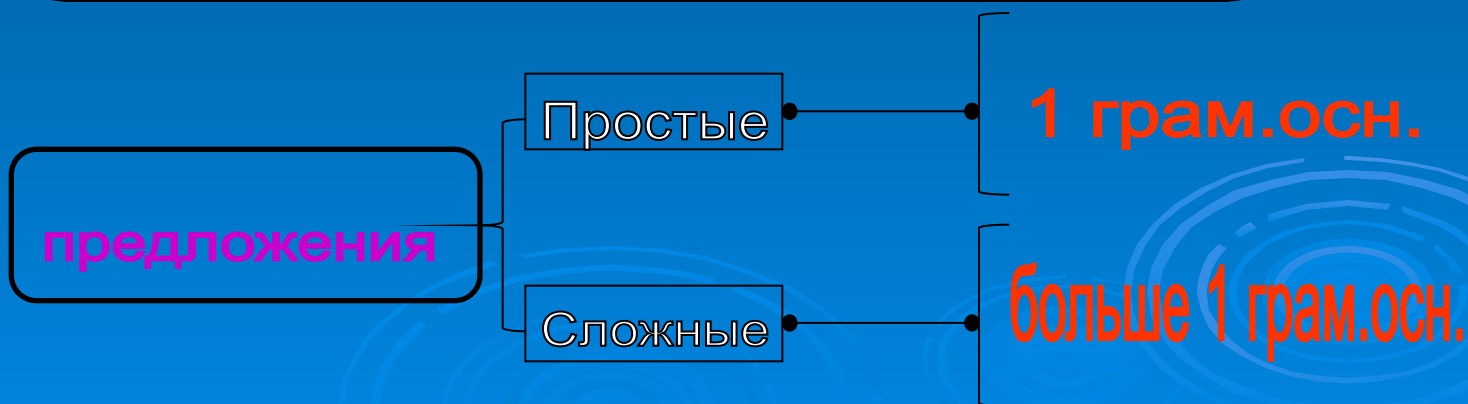 Простые
1 грам.осн.
предложения
Сложные
больше 1 грам.осн.